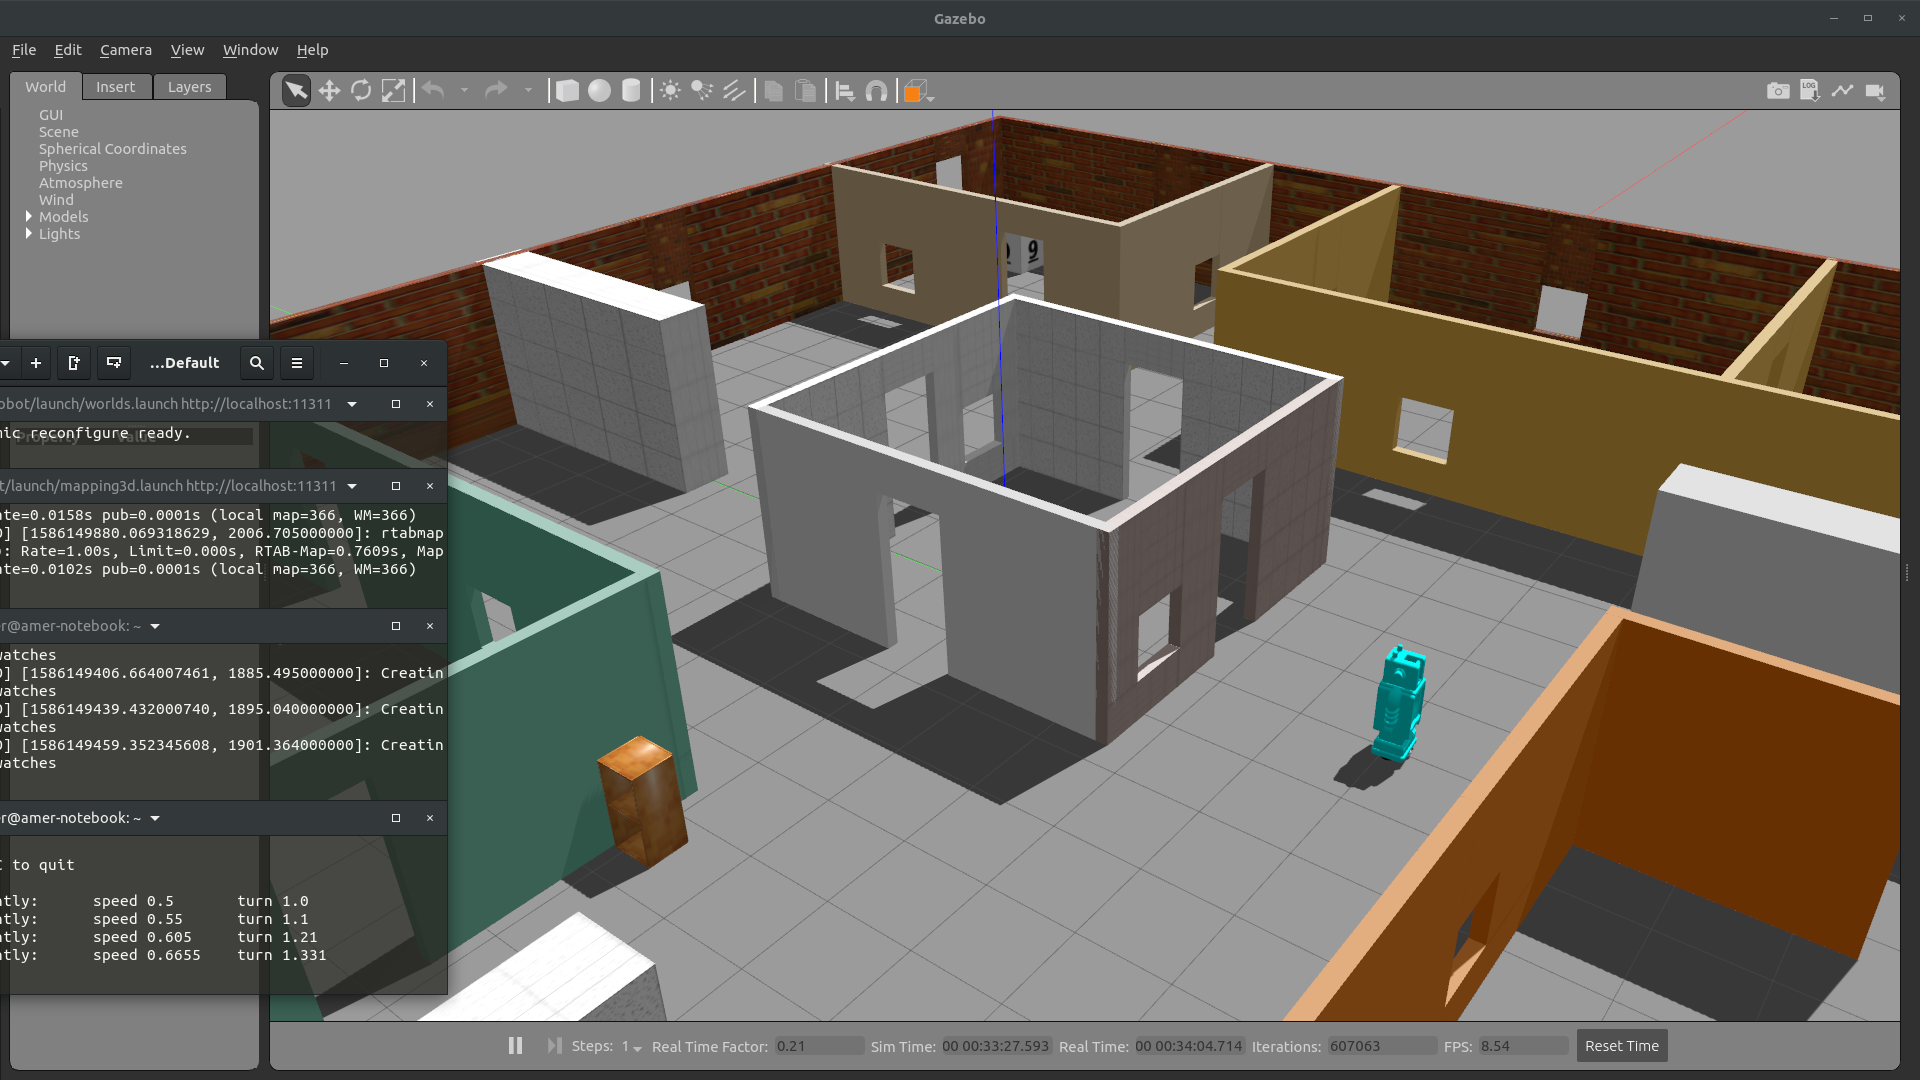 Gazebo
File Edit Camera View Window Help
World Insert Layers
GUI
Scene
Spherical Coordinates
Physics
Atmosphere
Wind
Models
Lights
LOG
9
...Default
obot/launch/worlds.launch http://localhost:11311
ic reconfigure ready.
t/launch/mapping3d.launch http://localhost:11311
ate=0.0158s pub=0.0001s (local map=366, WM=366)
] [1586149880.069318629, 2006.705000000]: rtabmap
: Rate=1.00s, Limit=0.000s, RTAB-Map=0.7609s, Map
ate=0.0102s pub=0.0001s (local map=366, WM=366)
r@amer-notebook: ~
watches
] [1586149406.664007461, 1885.495000000]: Creatin
watches
] [1586149439.432000740, 1895.040000000]: Creatin
watches
] [1586149459.352345608, 1901.364000000]: Creatin
watches
r@amer-notebook: ~
to quit
tly: speed 0.5 turn 1.0
tly: speed 0.55 turn 1.1
tly: speed 0.605 turn 1.21
tly: speed 0.6655 turn 1.331
Steps: 1 Real Time Factor: 0.21 Sim Time: 00 00:33:27.593 Real Time: 00 00:34:04.714 Iterations: 607063 FPS: 8.54 Reset Time